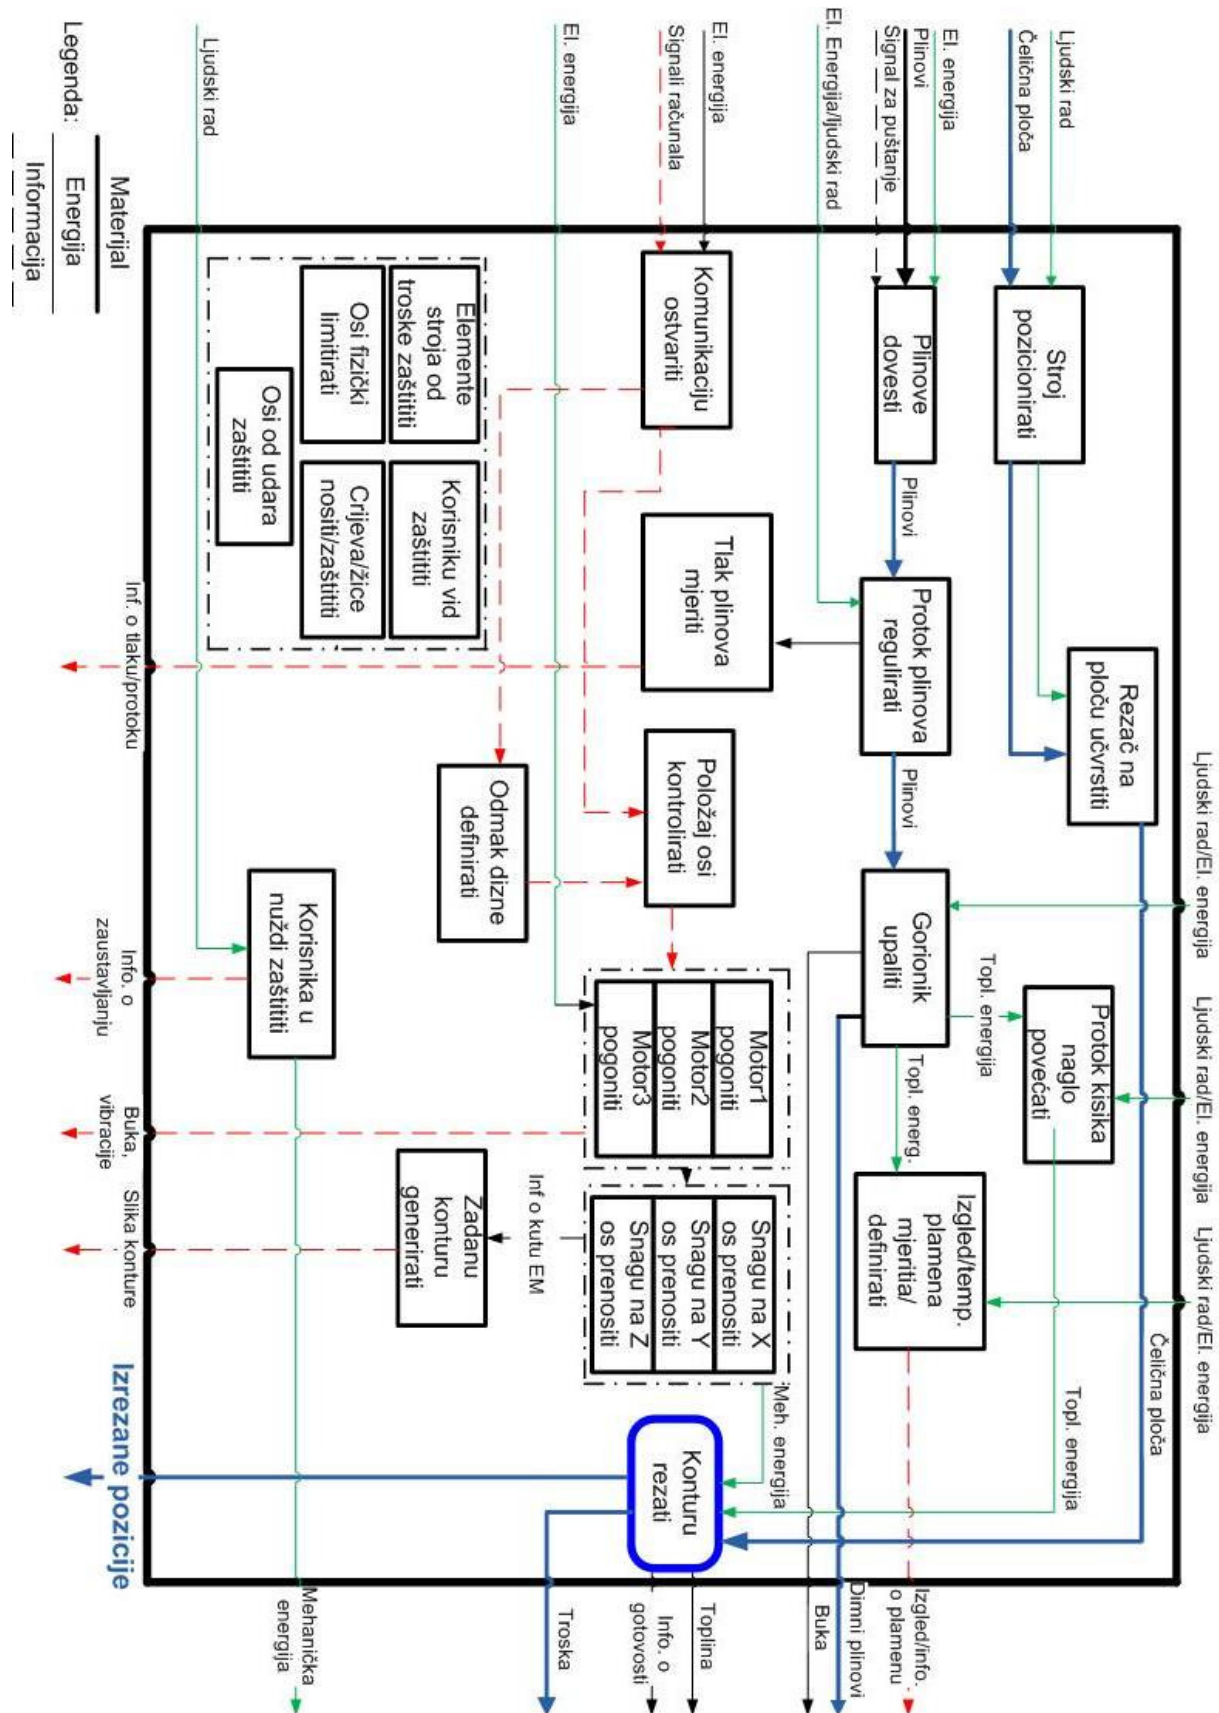 Ljudski rad
Čelična ploča
El. energija
Plinovi
Signal za puštanje
El. Energija/ljudski rad
El. energija
Signali računala
El. energija
Ljudski rad
Ljudski rad/El. energija
Ljudski rad/El. energija
Ljudski rad/El. energija
Stroj
pozicionirati
Rezač na
ploču učvrstiti
Čelična ploča
Plinove
dovesti
Plinovi
Protok plinova
regulirati
Plinovi
Gorionik
upaliti
Topl. energija
Protok kisika
naglo
povećati
Topl. energija
Topl. energ.
Izgled/temp.
plamena
mjeritia/
definirati
Tlak plinova
mjeriti
Komunikaciju
ostvariti
Položaj osi
kontrolirati
Odmak dizne
definirati
Motor1
pogoniti
Motor2
pogoniti
Motor3
pogoniti
Snagu na X
os prenositi
Snagu na Y
os prenositi
Snagu na Z
os prenositi
Meh. energija
Inf o kutu EM
Zadanu
konturu
generirati
Konturu
rezati
Elemente
stroja od
troske zaštititi
Korisniku vid
zaštititi
Osi fizički
limitirati
Crijeva/žice
nositi/zaštititi
Osi od udara
zaštititi
Korisnika u
nuždi zaštititi
Izgled/info.
o plamenu
Dimni plinovi
Buka
Toplina
Info. o
gotovosti
Troska
Mehanička
energija
Inf. o tlaku/protoku
Info. o
zaustavljanju
Buka,
vibracije
Slika konture
Izrezane pozicije
Legenda:
Materijal
Energija
Informacija